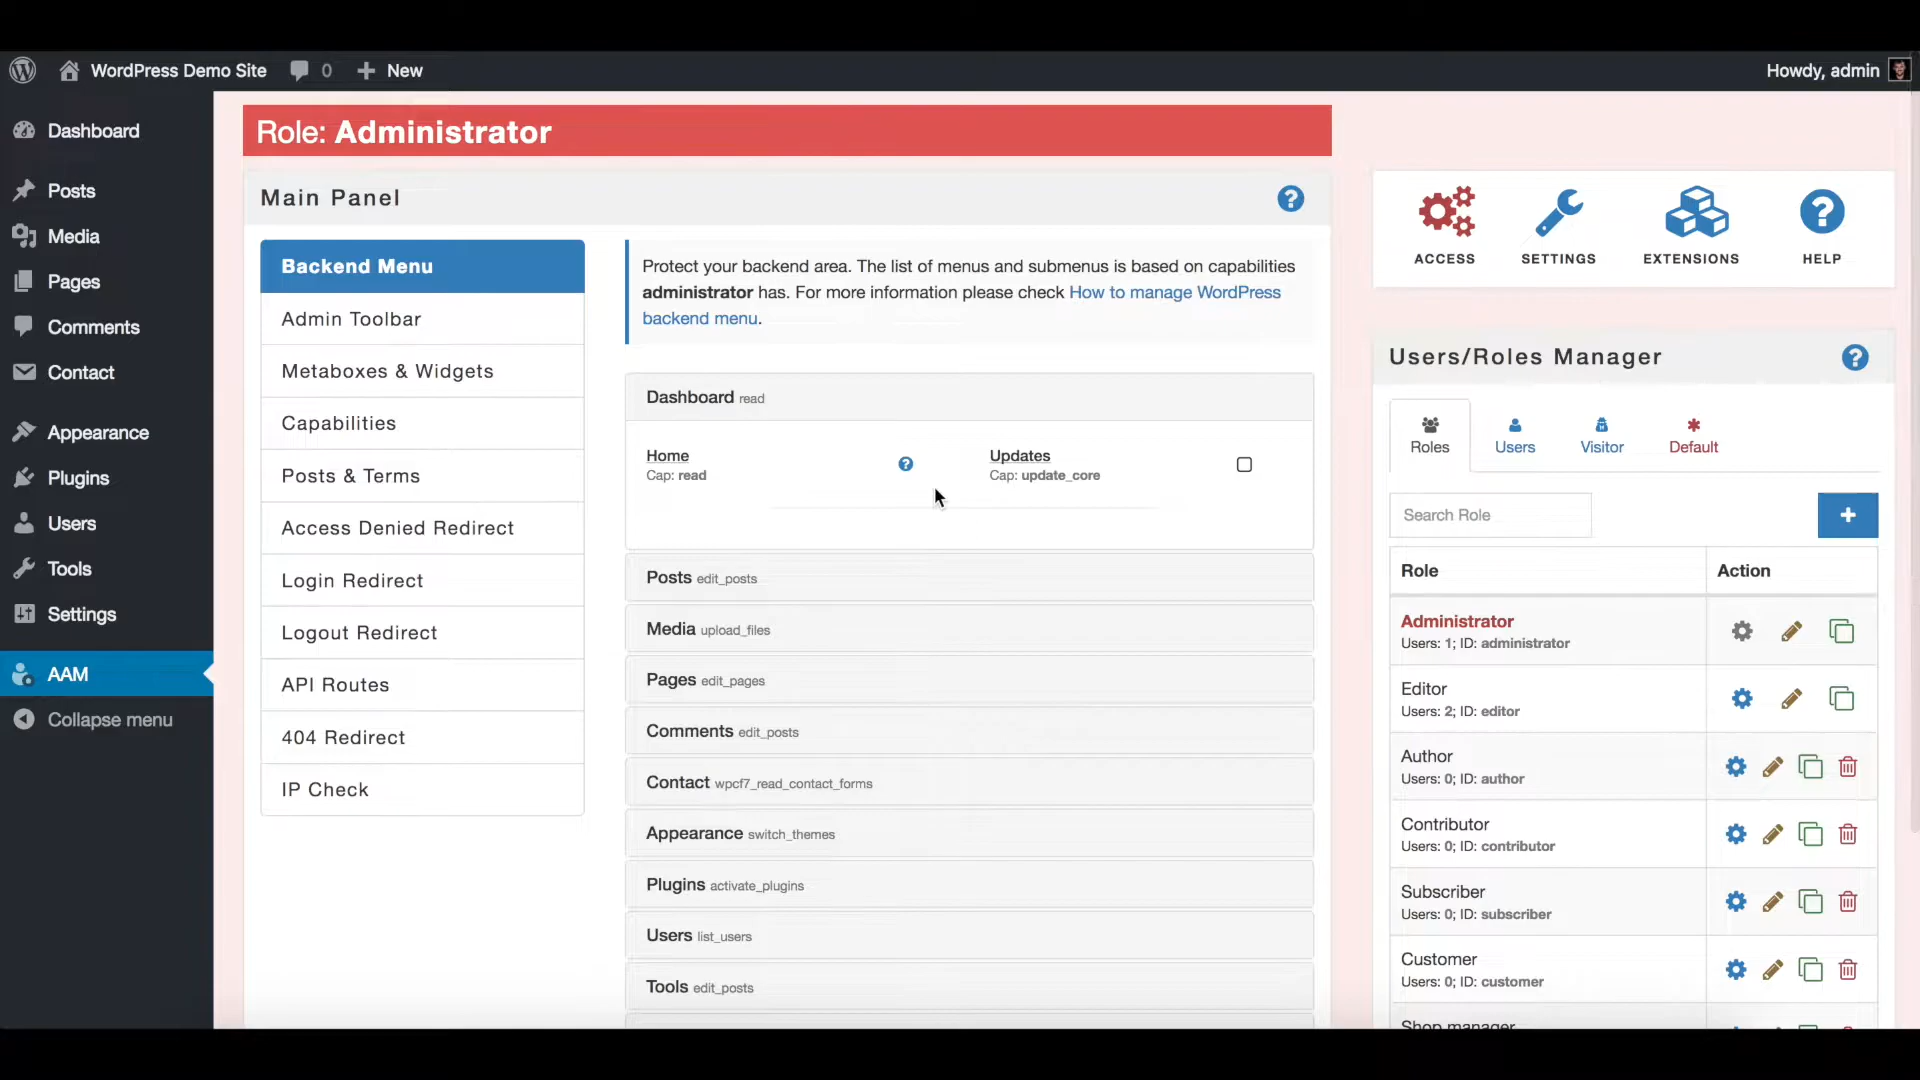 WordPress Demo Site
0
New
Howdy, admin
Dashboard
Posts
Media
Pages
Comments
Contact
Appearance
Plugins
Users
Tools
Settings
AAM
Collapse menu
Role: Administrator
Main Panel
?
Backend Menu
Admin Toolbar
Metaboxes & Widgets
Capabilities
Posts & Terms
Access Denied Redirect
Login Redirect
Logout Redirect
API Routes
404 Redirect
IP Check
Protect your backend area. The list of menus and submenus is based on capabilities
administrator has. For more information please check How to manage WordPress
backend menu.
Dashboard read
Home
Cap: read
?
Updates
Cap: update_core
Posts edit_posts
Media upload_files
Pages edit_pages
Comments edit_posts
Contact wpcf7_read_contact_forms
Appearance switch_themes
Plugins activate_plugins
Users list_users
Tools edit_posts
ACCESS
SETTINGS
EXTENSIONS
?
HELP
Users/Roles Manager
?
Roles
Users
Visitor
Default
Search Role
+
Role
Action
Administrator
Users: 1; ID: administrator
Editor
Users: 2; ID: editor
Author
Users: 0; ID: author
Contributor
Users: 0; ID: contributor
Subscriber
Users: 0; ID: subscriber
Customer
Users: 0; ID: customer
Shop manager